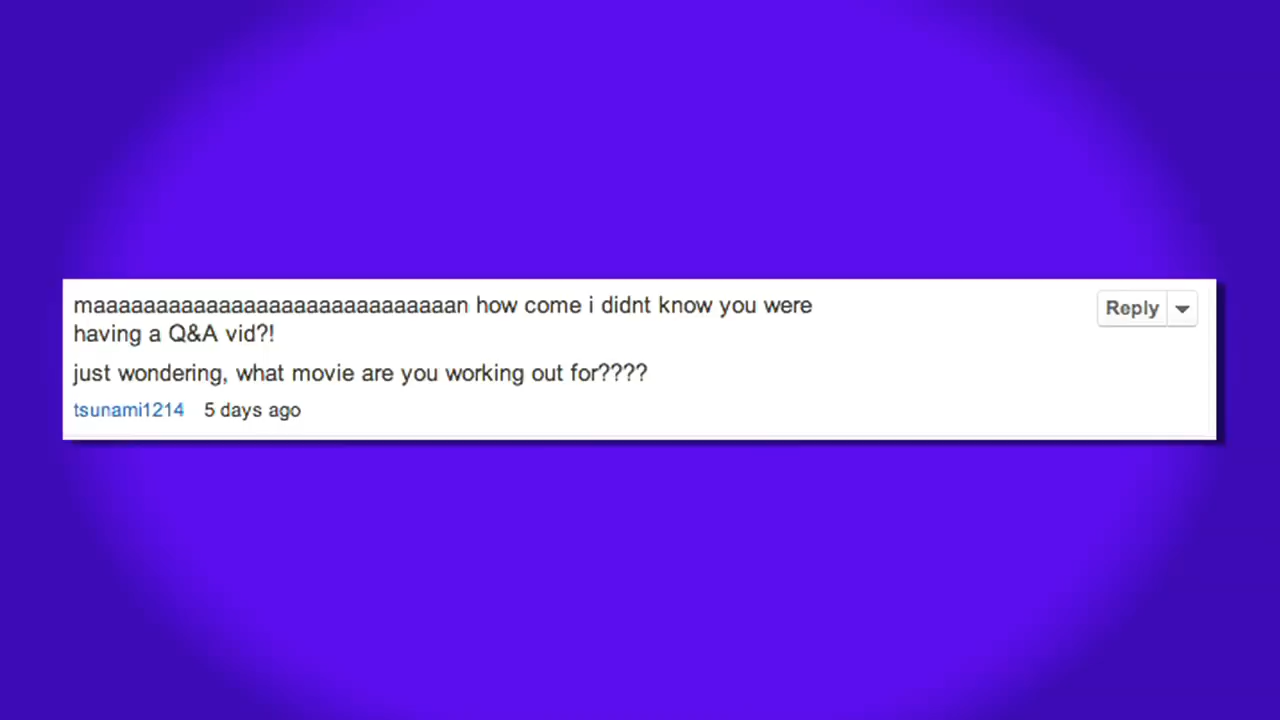 maaaaaaaaaaaaaaaaaaaaaaaaaaaaan how come i didnt know you were
having a Q&A vid?!
just wondering, what movie are you working out for????
tsunami1214 5 days ago
Reply